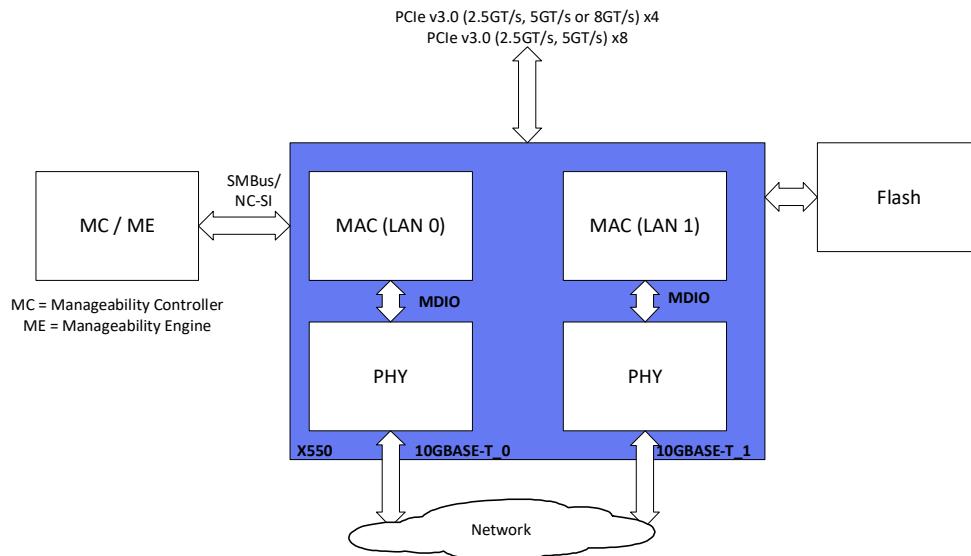 PCIe v3.0 (2.5GT/s, 5GT/s or 8GT/s) x4
PCIe v3.0 (2.5GT/s, 5GT/s) x8
SMBus/
NC-SI
MC / ME
MAC (LAN 0)
MAC (LAN 1)
Flash
MC = Manageability Controller
ME = Manageability Engine
MDIO
MDIO
PHY
PHY
X550
10GBASE-T_0
10GBASE-T_1
Network